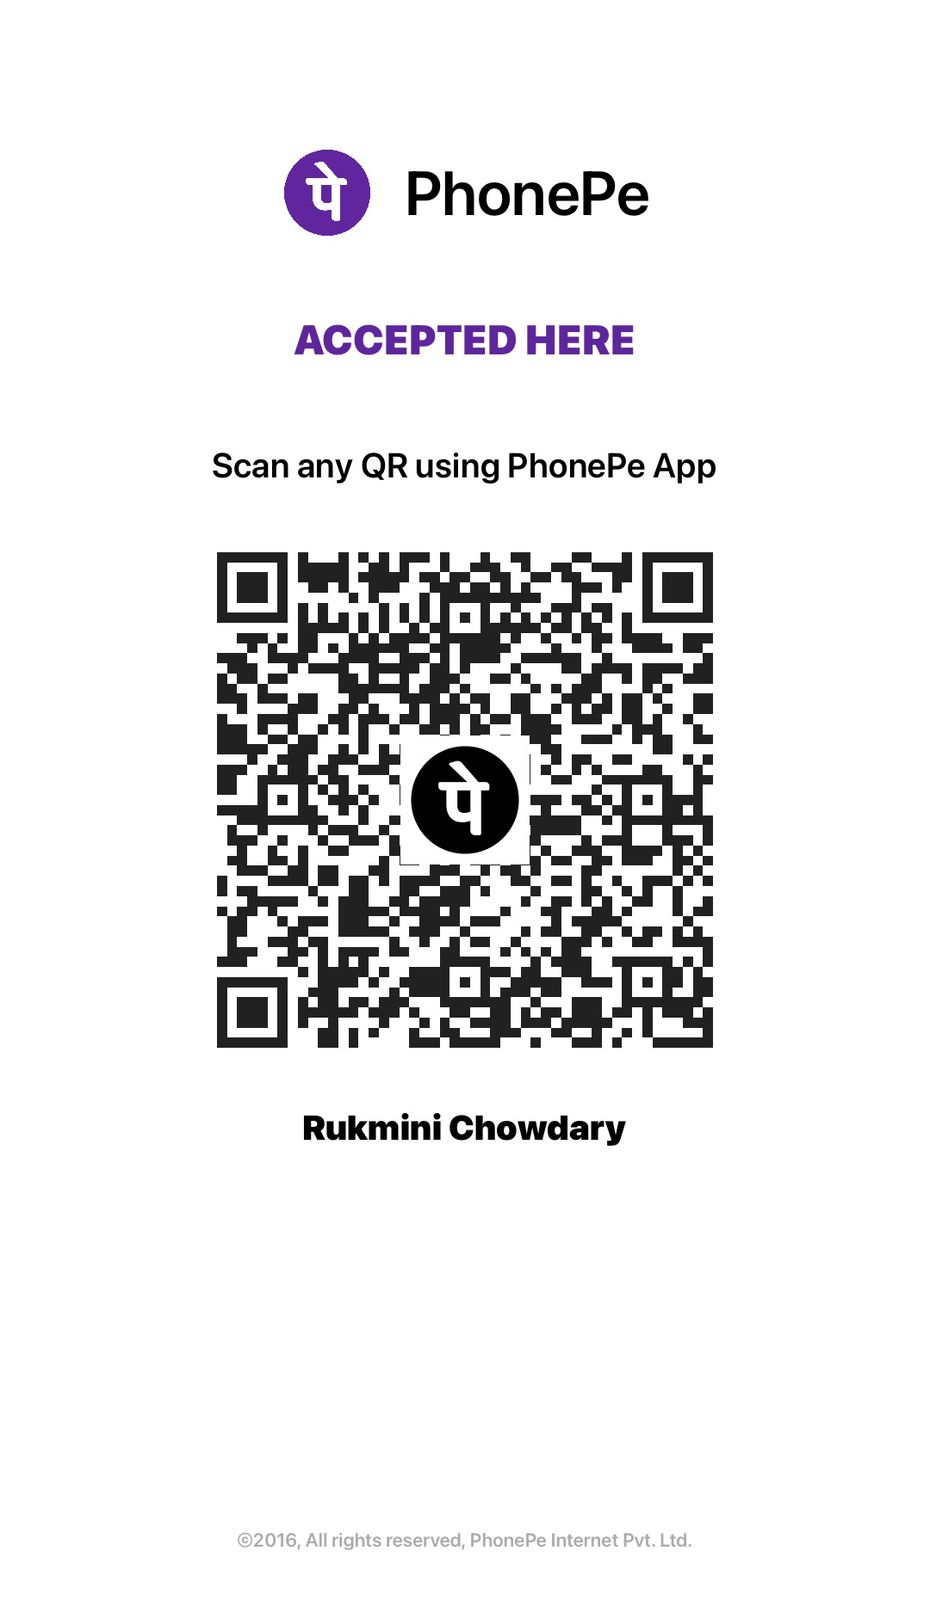 पे PhonePe
ACCEPTED HERE
Scan any QR using PhonePe App
पे
Rukmini Chowdary
©2016, All rights reserved, PhonePe Internet Pvt. Ltd.